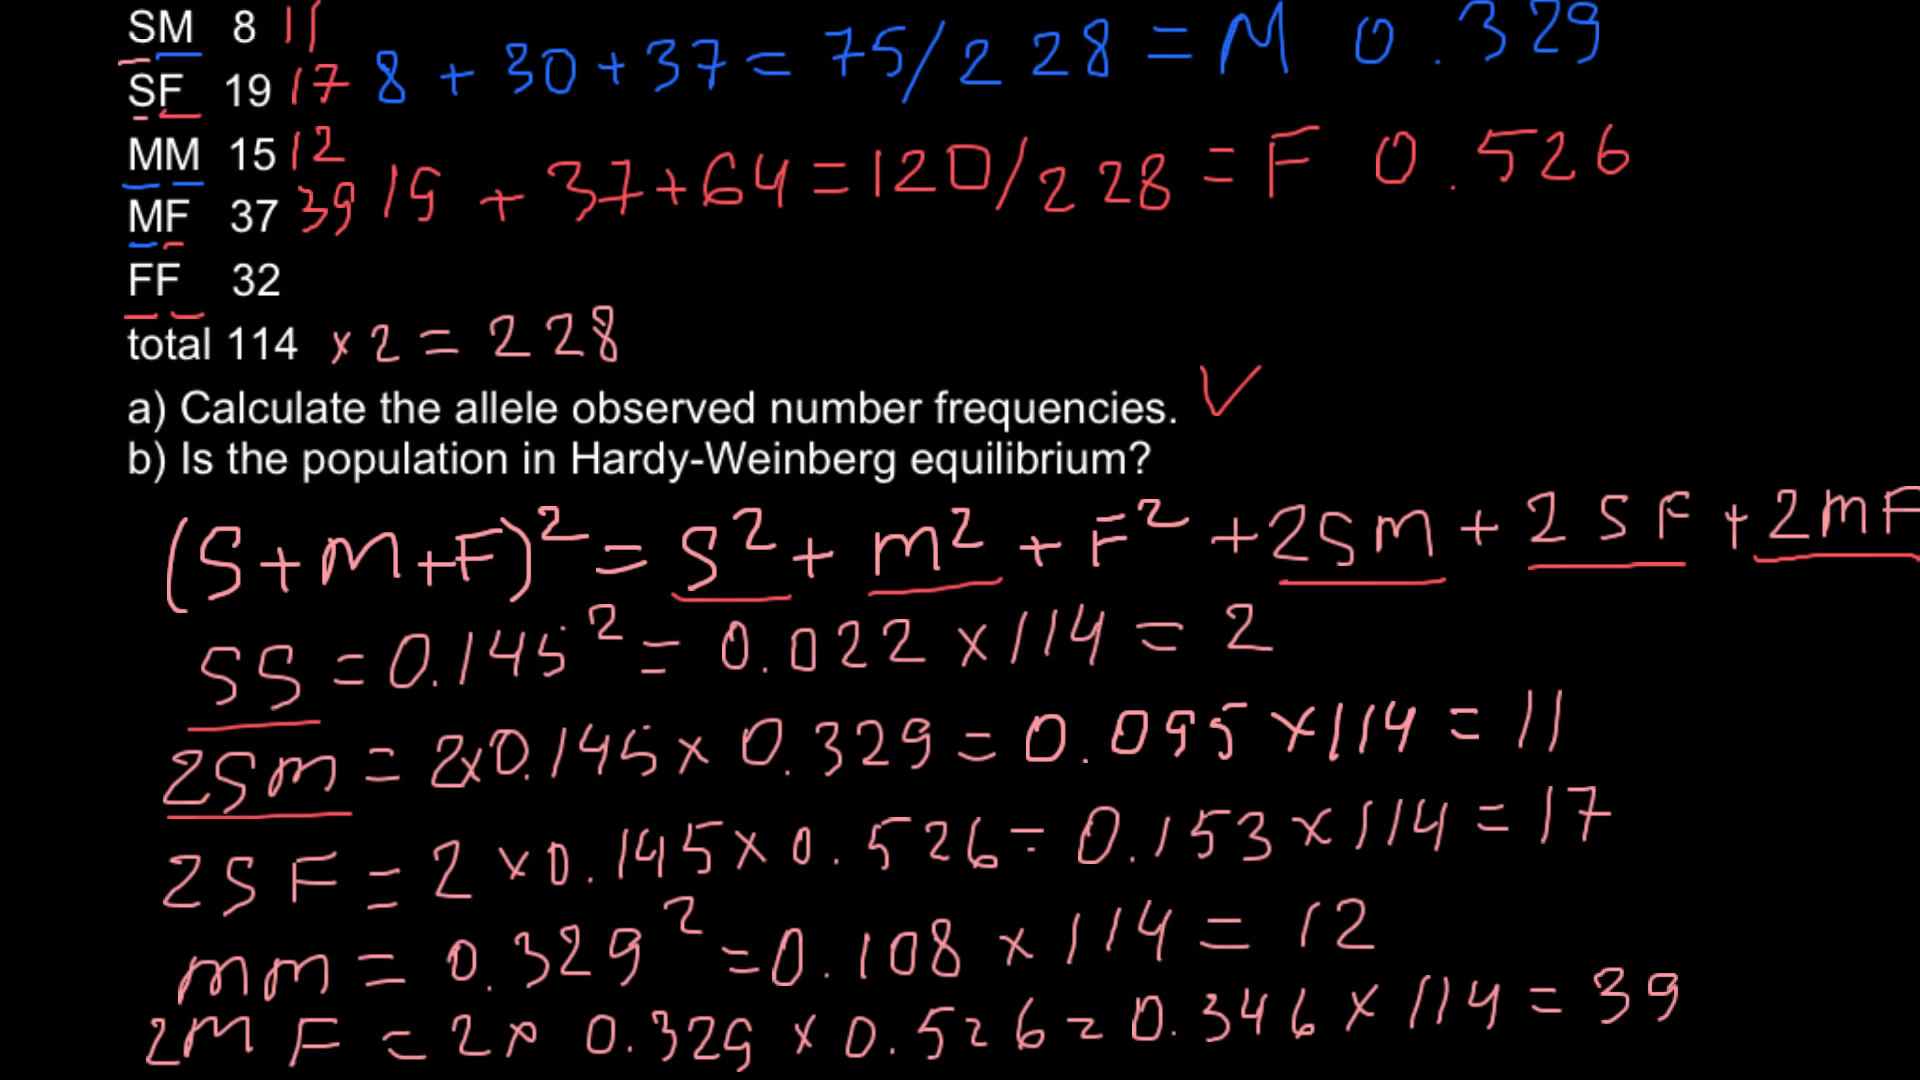 SM 8 11
8 + 30 + 37 = 75/228 = M 0.329
SF 19 17
MM 15 12
19 + 37 + 64 = 120/228 = F 0.526
MF 37 39
FF 32
total 114 x 2 = 228
a) Calculate the allele observed number frequencies. ✓
b) Is the population in Hardy-Weinberg equilibrium?
(S+M+F)² = S² + m² + F² + 2SM + 2SF + 2MF
SS = 0.145² = 0.022 x 114 = 2
2SM = 2x0.145 x 0.329 = 0.095 x 114 = 11
2SF = 2 x 0.145 x 0.526 = 0.153 x 114 = 17
mm = 0.329² = 0.108 x 114 = 12
2MF = 2 x 0.329 x 0.526 = 0.346 x 114 = 39